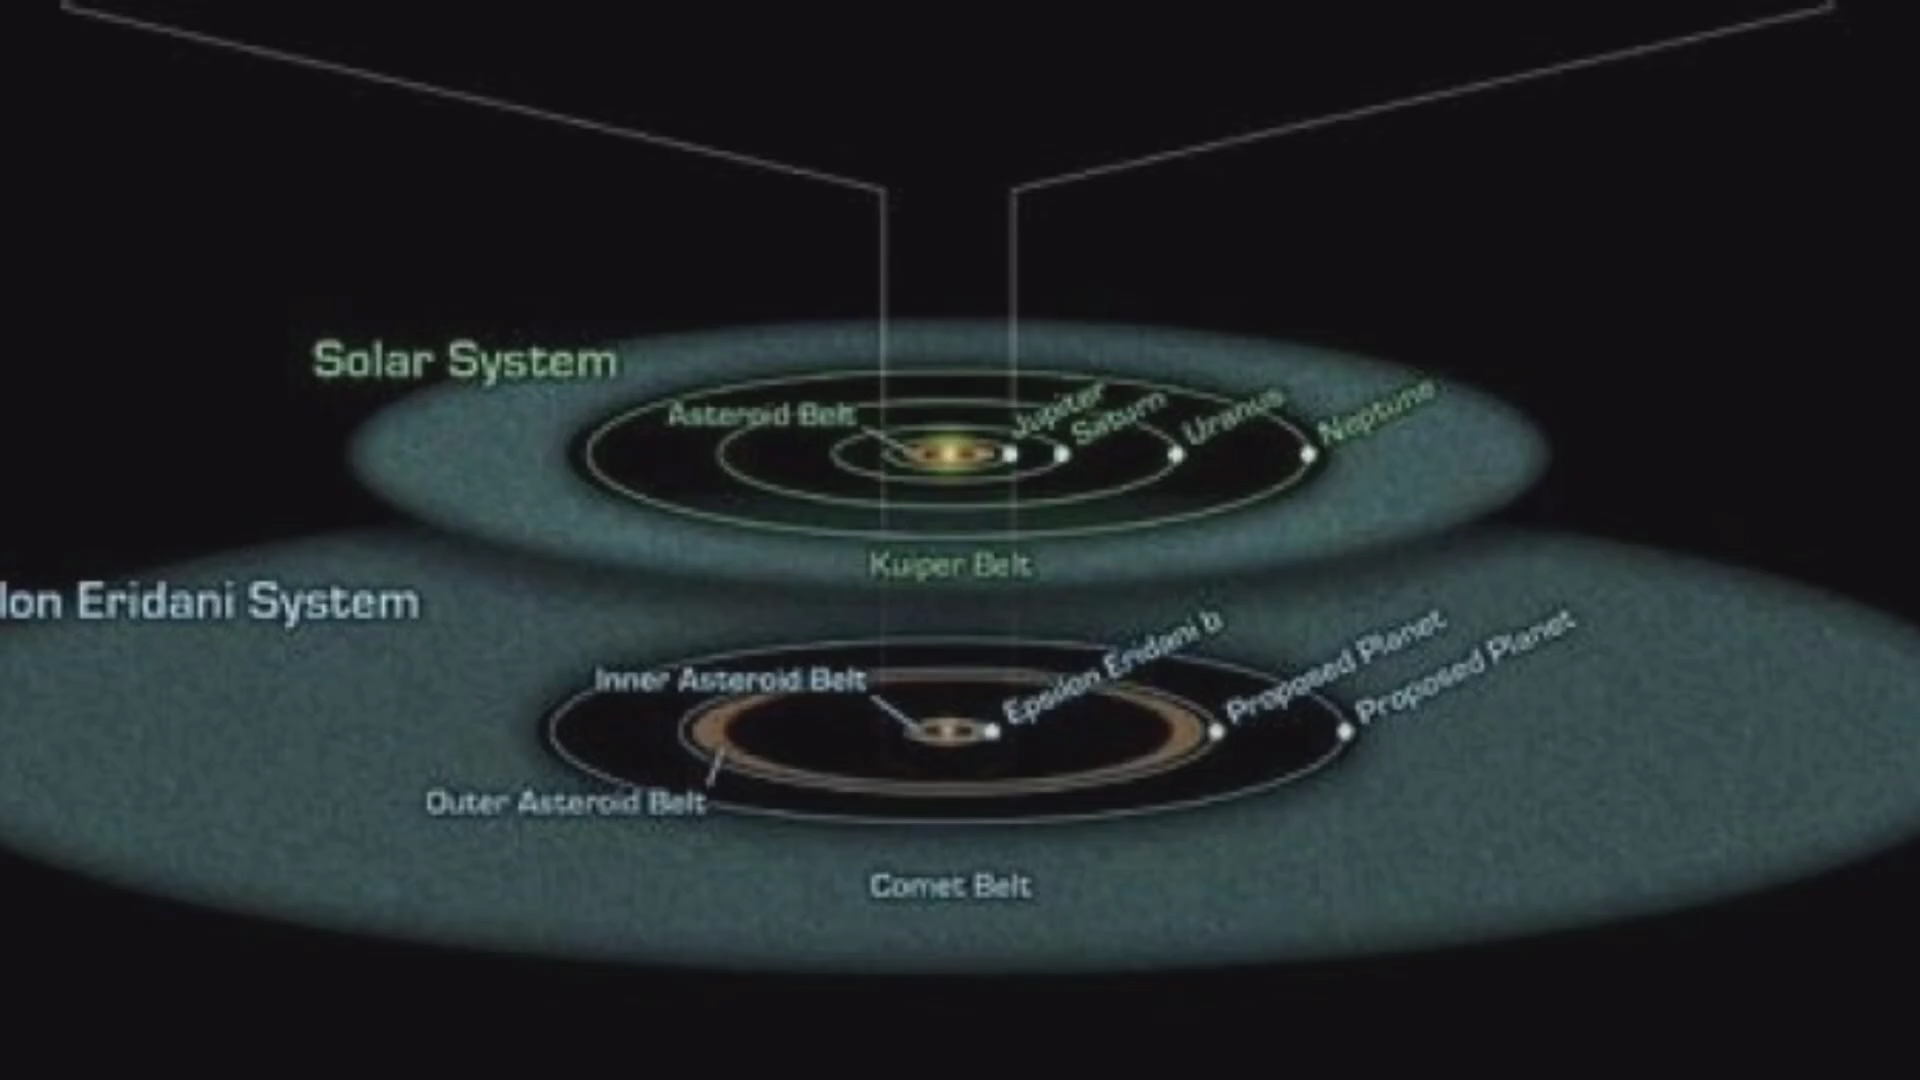 Solar System
Asteroid Belt
Jupiter
Saturn
Uranus
Neptune
Kuiper Belt
lon Eridani System
Inner Asteroid Belt
Epsilon Eridani b
Proposed Planet
Proposed Planet
Outer Asteroid Belt
Comet Belt